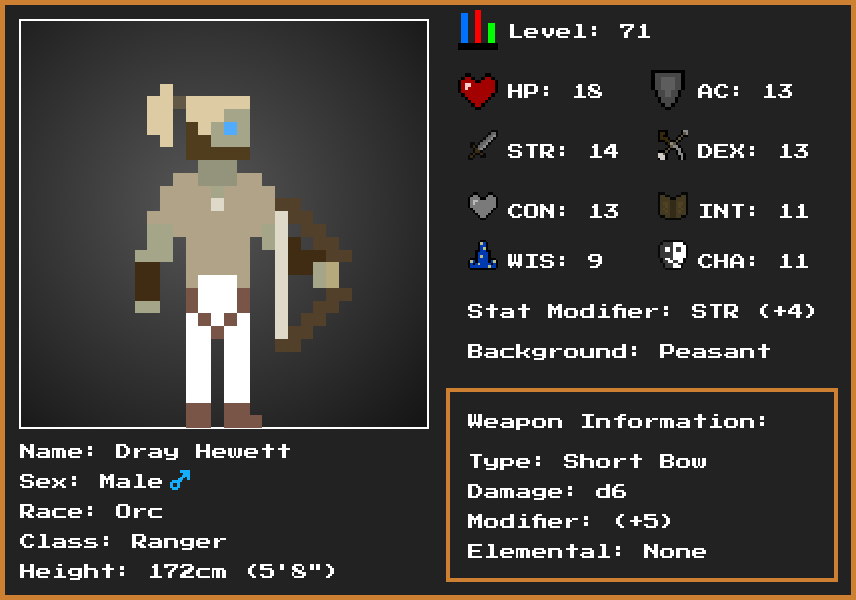 Level: 71
HP: 18
AC: 13
STR: 14
DEX: 13
CON: 13
INT: 11
WIS: 9
CHA: 11
Stat Modifier: STR (+4)
Background: Peasant
Weapon Information:
Type: Short Bow
Damage: d6
Modifier: (+5)
Elemental: None
Name: Dray Hewett
Sex: Male ♂
Race: Orc
Class: Ranger
Height: 172cm (5'8")